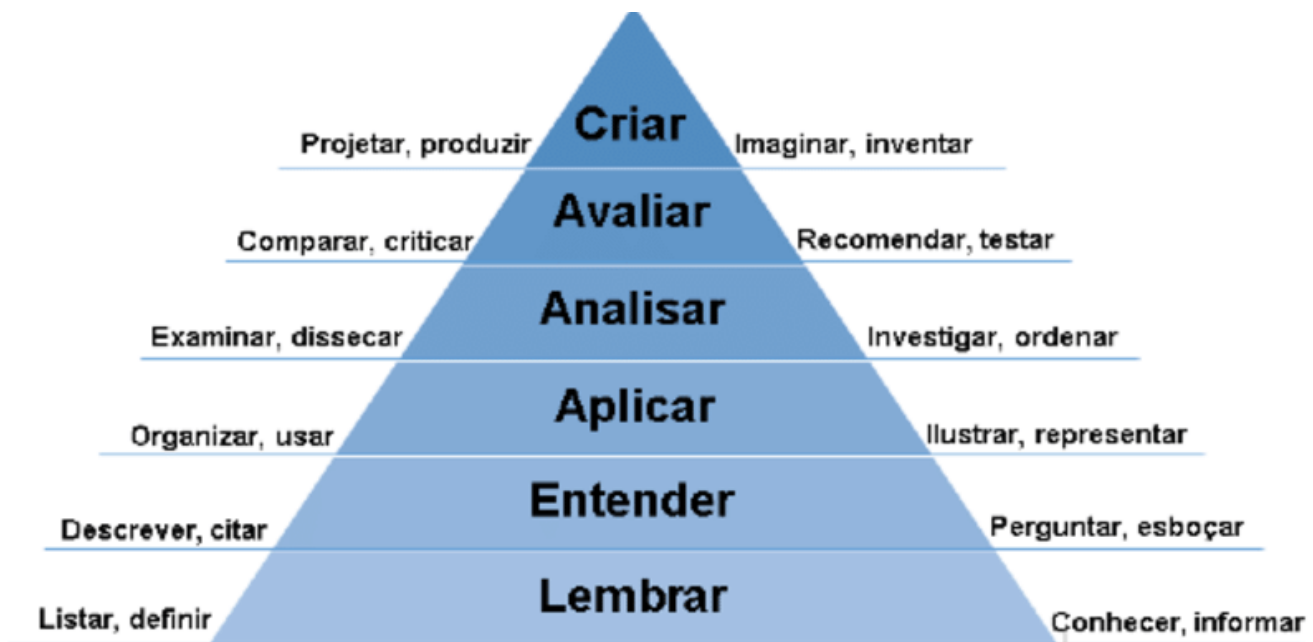 Criar
Projetar, produzir
Imaginar, inventar
Avaliar
Comparar, criticar
Recomendar, testar
Analisar
Examinar, dissecar
Investigar, ordenar
Aplicar
Organizar, usar
Ilustrar, representar
Entender
Descrever, citar
Perguntar, esboçar
Lembrar
Listar, definir
Conhecer, informar